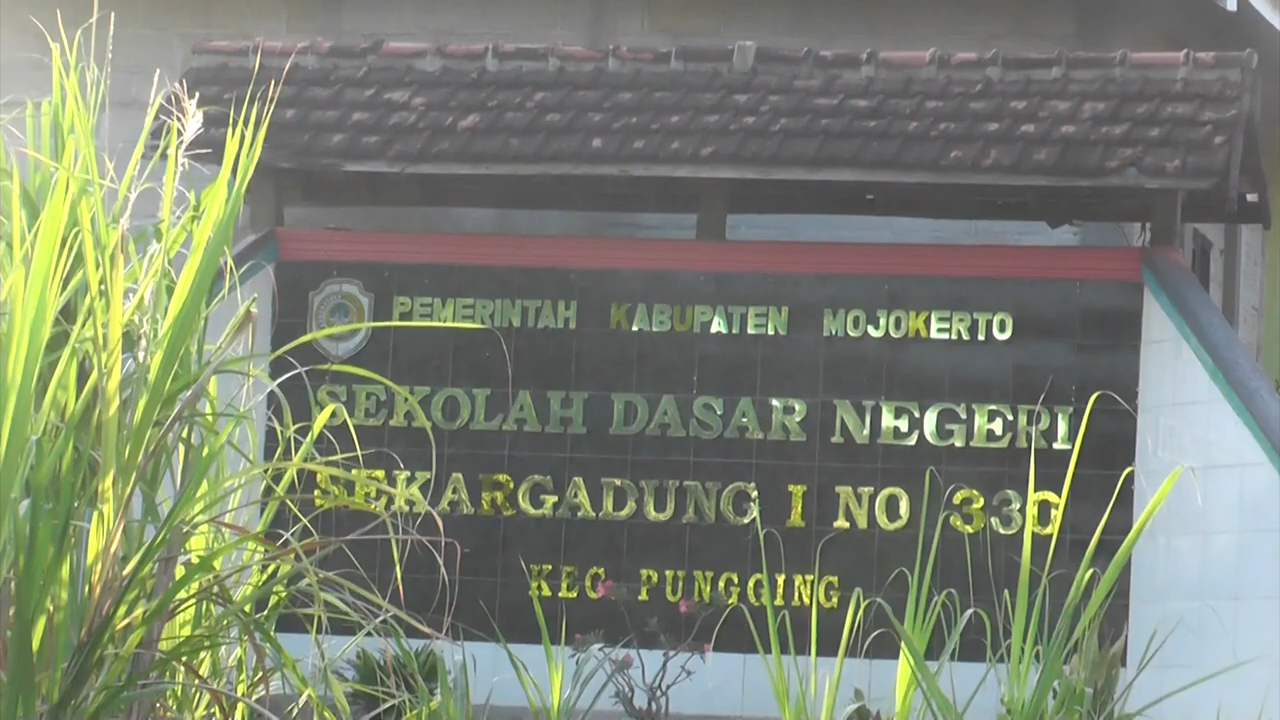 PEMERINTAH KABUPATEN MOJOKERTO
SEKOLAH DASAR NEGERI
SEKARGADUNG I NO 330
KEC. PUNGGING